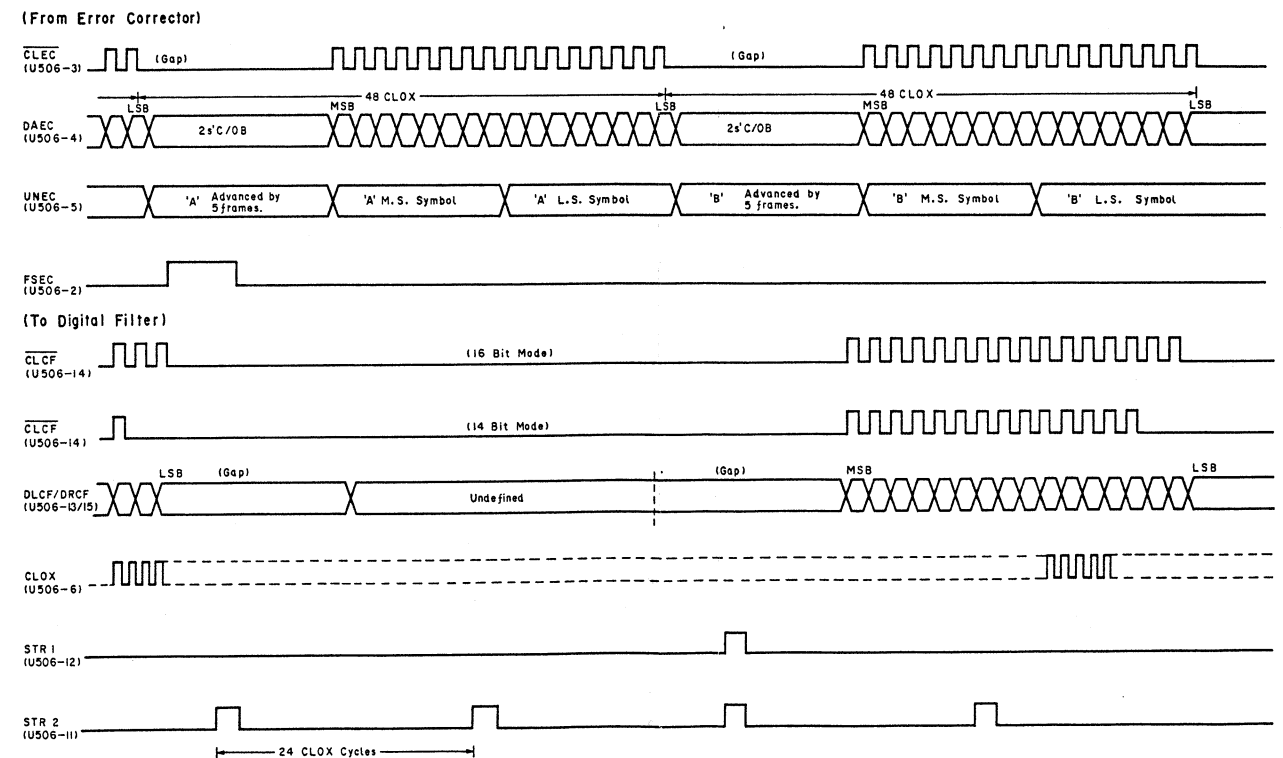 (From Error Corrector)
CLEC
(U506-3)
(Gap)
(Gap)
48 CLOX
48 CLOX
LSB
MSB
LSB
MSB
LSB
DAEC
(U506-4)
2s'C/OB
2s'C/OB
UNEC
(U506-5)
'A' Advanced by
5 frames.
'A' M.S. Symbol
'A' L.S. Symbol
'B' Advanced by
5 frames.
'B' M.S. Symbol
'B' L.S. Symbol
FSEC
(U506-2)
(To Digital Filter)
CLCF
(U506-14)
(16 Bit Mode)
CLCF
(U506-14)
(14 Bit Mode)
LSB
(Gap)
(Gap)
MSB
LSB
DLCF/DRCF
(U506-13/15)
Undefined
CLOX
(U506-6)
STR 1
(U506-12)
STR 2
(U506-11)
24 CLOX Cycles